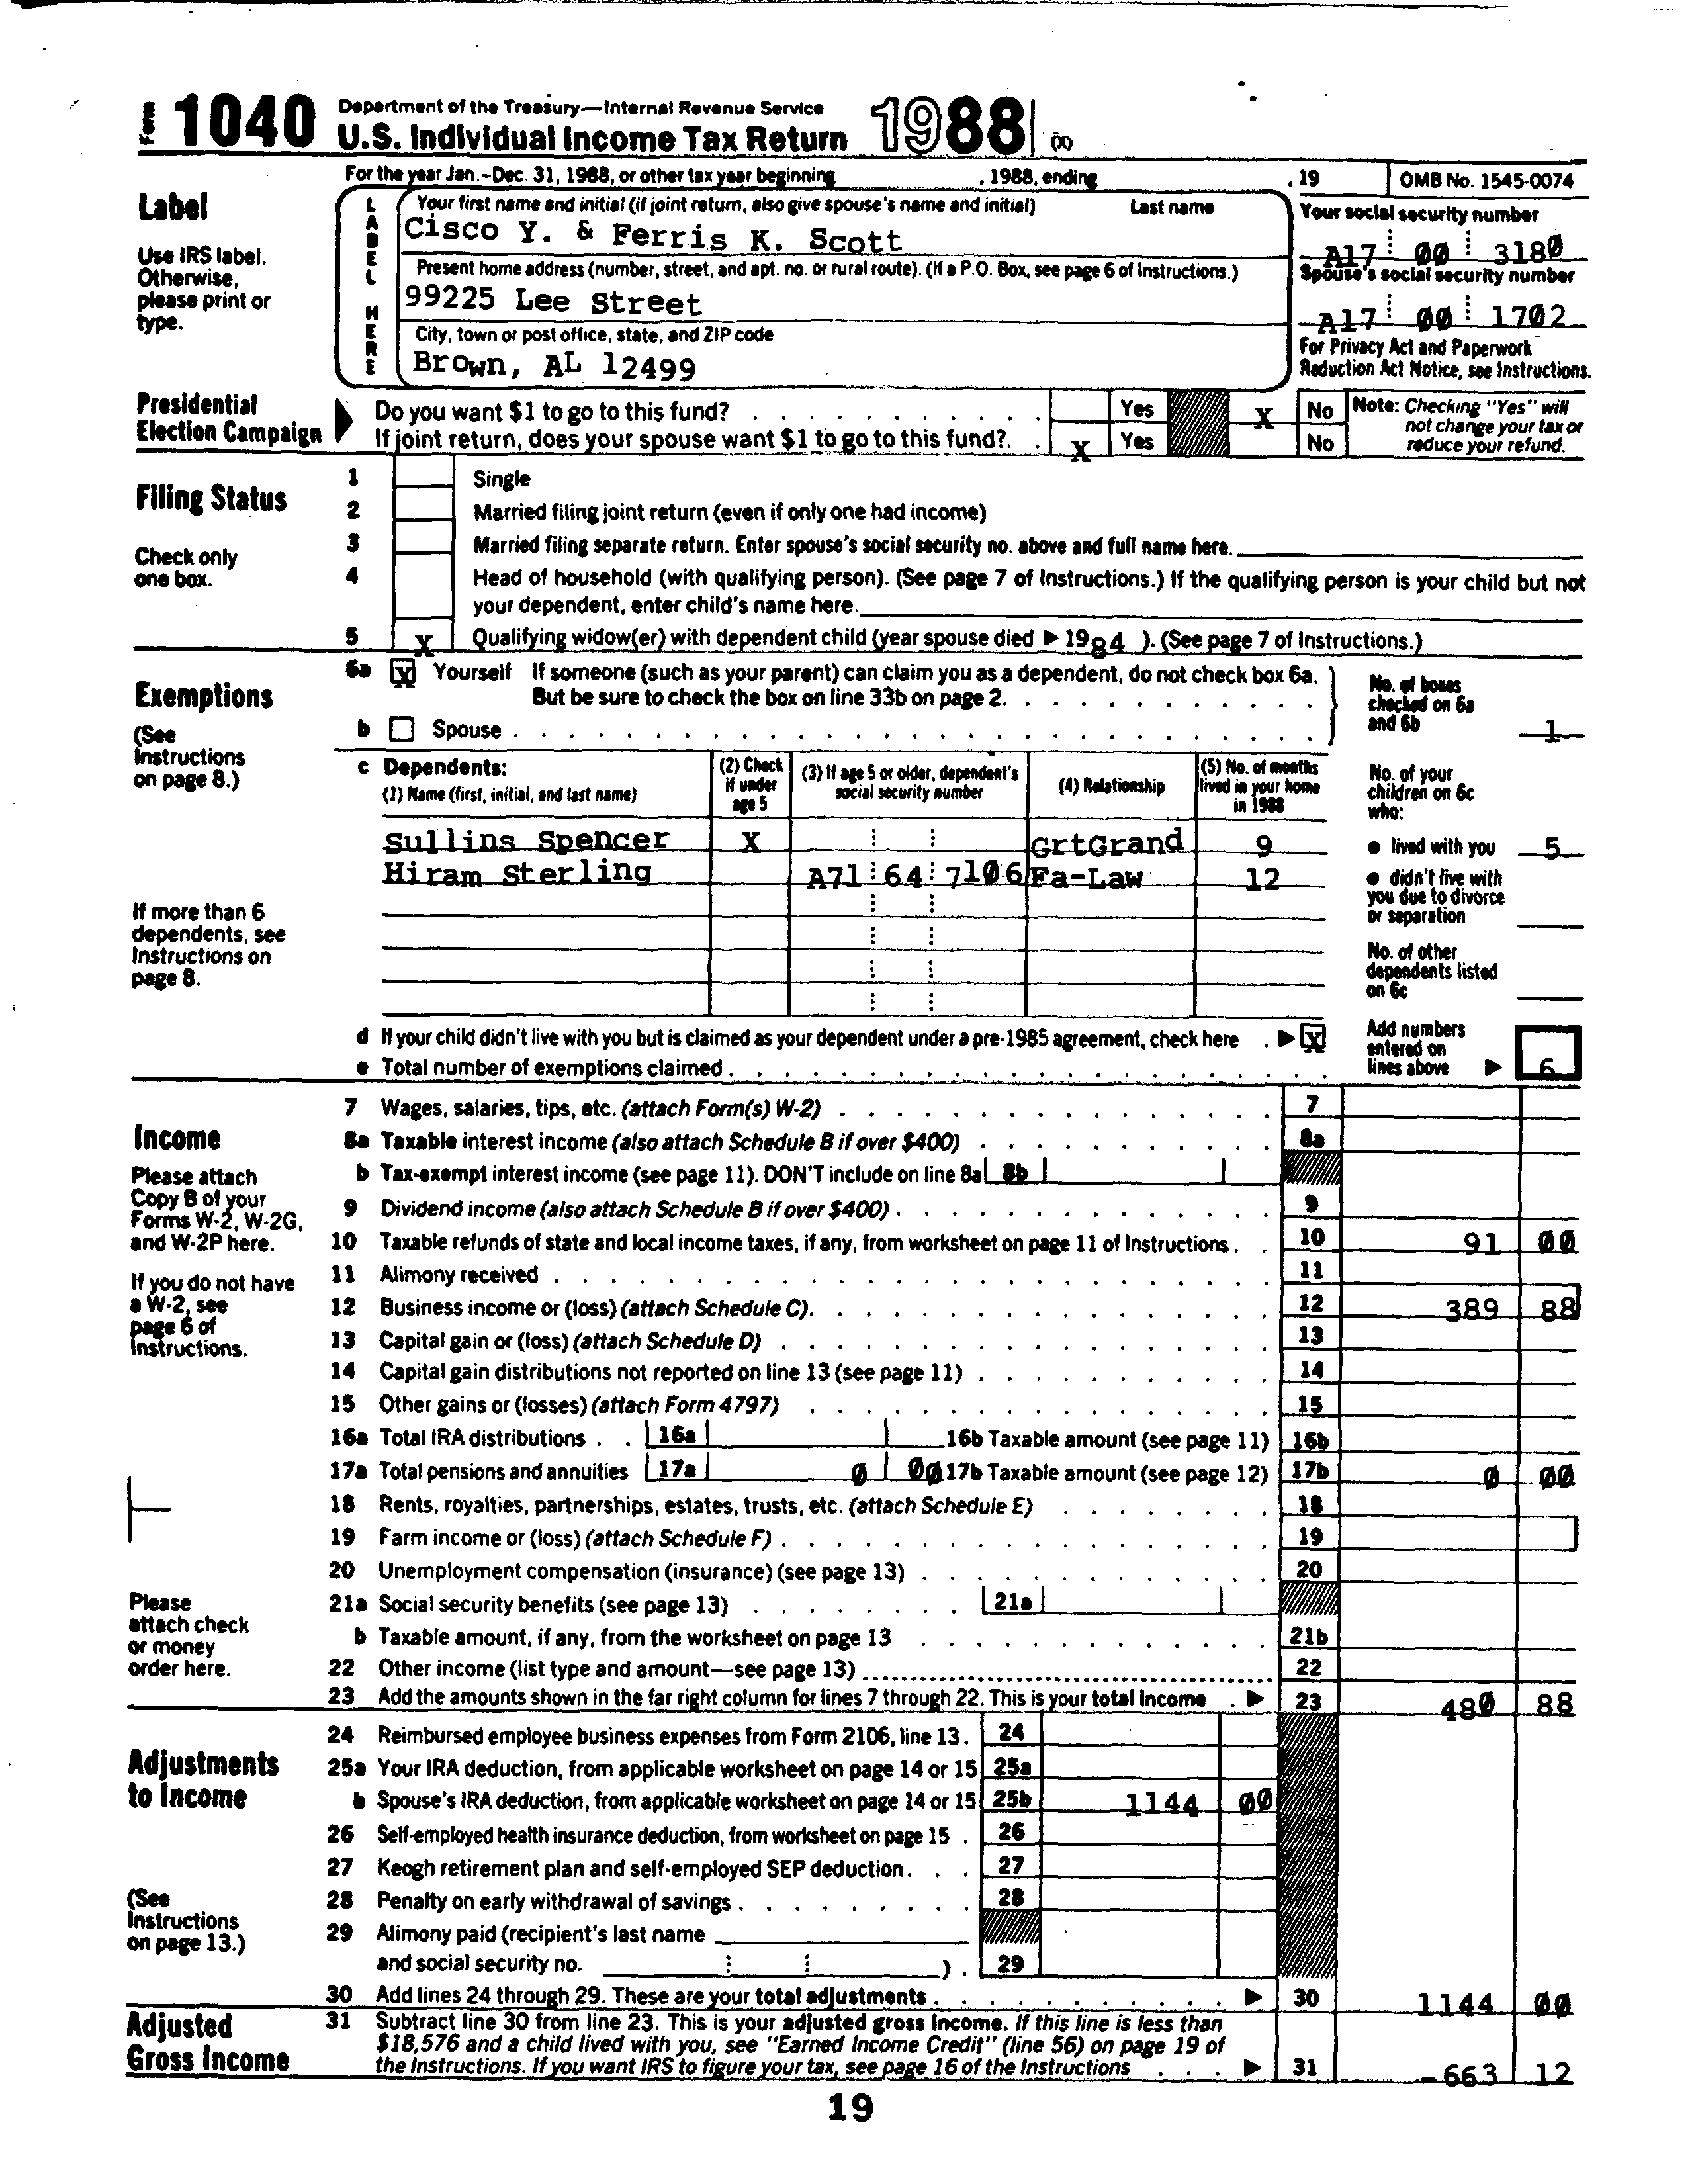 Form 1040 Department of the Treasury—Internal Revenue Service
U.S. Individual Income Tax Return 1988 (X)
For the year Jan.–Dec. 31, 1988, or other tax year beginning , 1988, ending , 19 OMB No. 1545-0074
Label
Use IRS label.
Otherwise,
please print or
type.
LABEL HERE
Your first name and initial (if joint return, also give spouse's name and initial) Last name
Cisco Y. & Ferris K. Scott
Present home address (number, street, and apt. no. or rural route). (If a P.O. Box, see page 6 of Instructions.)
99225 Lee Street
City, town or post office, state, and ZIP code
Brown, AL 12499
Your social security number
A17 00 3180
Spouse's social security number
A17 00 1702
For Privacy Act and Paperwork
Reduction Act Notice, see Instructions.
Presidential
Election Campaign
Do you want $1 to go to this fund? Yes X No
If joint return, does your spouse want $1 to go to this fund?. X Yes No
Note: Checking "Yes" will
not change your tax or
reduce your refund.
Filing Status
Check only
one box.
1 Single
2 Married filing joint return (even if only one had income)
3 Married filing separate return. Enter spouse's social security no. above and full name here.
4 Head of household (with qualifying person). (See page 7 of Instructions.) If the qualifying person is your child but not
your dependent, enter child's name here.
5 X Qualifying widow(er) with dependent child (year spouse died ▶ 1984 ). (See page 7 of Instructions.)
Exemptions
(See
Instructions
on page 8.)
6a X Yourself If someone (such as your parent) can claim you as a dependent, do not check box 6a.
But be sure to check the box on line 33b on page 2.
b Spouse
No. of boxes
checked on 6a
and 6b 1
c Dependents:
(1) Name (first, initial, and last name)
(2) Check
if under
age 5
(3) If age 5 or older, dependent's
social security number
(4) Relationship
(5) No. of months
lived in your home
in 1988
Sullins Spencer X GrtGrand 9
Hiram Sterling A71 64 7106 Fa-Law 12
No. of your
children on 6c
who:
● lived with you 5
● didn't live with
you due to divorce
or separation
No. of other
dependents listed
on 6c
If more than 6
dependents, see
Instructions on
page 8.
d If your child didn't live with you but is claimed as your dependent under a pre-1985 agreement, check here . ▶ X
e Total number of exemptions claimed
Add numbers
entered on
lines above ▶ 6
Income
Please attach
Copy B of your
Forms W-2, W-2G,
and W-2P here.
If you do not have
a W-2, see
page 6 of
Instructions.
Please
attach check
or money
order here.
7 Wages, salaries, tips, etc. (attach Form(s) W-2) 7
8a Taxable interest income (also attach Schedule B if over $400) 8a
b Tax-exempt interest income (see page 11). DON'T include on line 8a 8b
9 Dividend income (also attach Schedule B if over $400) 9
10 Taxable refunds of state and local income taxes, if any, from worksheet on page 11 of Instructions 10 91 00
11 Alimony received 11
12 Business income or (loss) (attach Schedule C) 12 389 88
13 Capital gain or (loss) (attach Schedule D) 13
14 Capital gain distributions not reported on line 13 (see page 11) 14
15 Other gains or (losses) (attach Form 4797) 15
16a Total IRA distributions 16a 16b Taxable amount (see page 11) 16b
17a Total pensions and annuities 17a 0 00 17b Taxable amount (see page 12) 17b 0 00
18 Rents, royalties, partnerships, estates, trusts, etc. (attach Schedule E) 18
19 Farm income or (loss) (attach Schedule F) 19
20 Unemployment compensation (insurance) (see page 13) 20
21a Social security benefits (see page 13) 21a
b Taxable amount, if any, from the worksheet on page 13 21b
22 Other income (list type and amount—see page 13) 22
23 Add the amounts shown in the far right column for lines 7 through 22. This is your total income ▶ 23 480 88
Adjustments
to Income
(See
Instructions
on page 13.)
24 Reimbursed employee business expenses from Form 2106, line 13. 24
25a Your IRA deduction, from applicable worksheet on page 14 or 15 25a
b Spouse's IRA deduction, from applicable worksheet on page 14 or 15 25b 1144 00
26 Self-employed health insurance deduction, from worksheet on page 15 26
27 Keogh retirement plan and self-employed SEP deduction 27
28 Penalty on early withdrawal of savings 28
29 Alimony paid (recipient's last name
and social security no. ) . 29
30 Add lines 24 through 29. These are your total adjustments ▶ 30 1144 00
Adjusted
Gross Income
31 Subtract line 30 from line 23. This is your adjusted gross income. If this line is less than
$18,576 and a child lived with you, see "Earned Income Credit" (line 56) on page 19 of
the Instructions. If you want IRS to figure your tax, see page 16 of the Instructions ▶ 31 -663 12
19